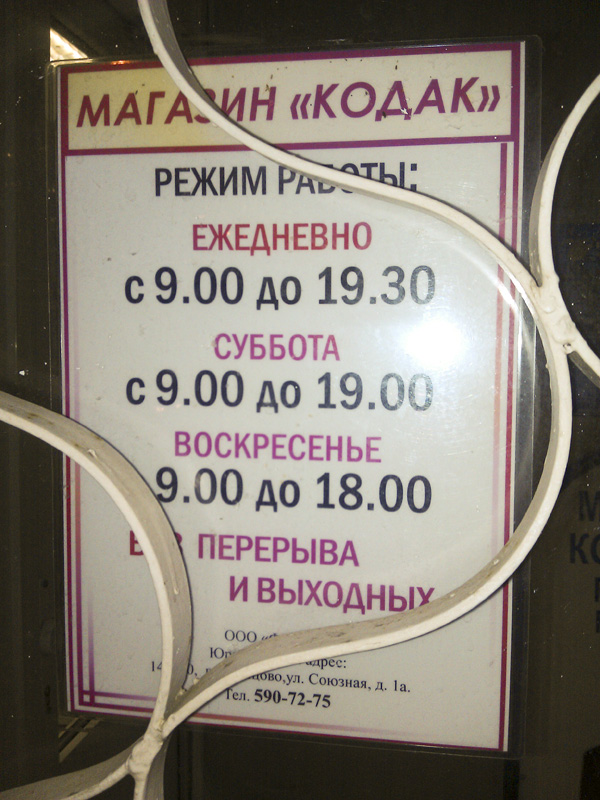 МАГАЗИН «КОДАК»
РЕЖИМ РАБОТЫ:
ЕЖЕДНЕВНО
с 9.00 до 19.30
СУББОТА
с 9.00 до 19.00
ВОСКРЕСЕНЬЕ
9.00 до 18.00
ПЕРЕРЫВА
И ВЫХОДНЫХ
ООО
адрес:
ул. Союзная, д. 1а.
Тел. 590-72-75